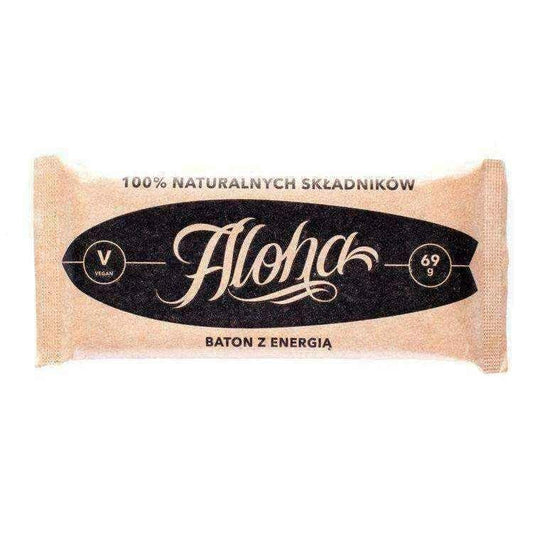 100% NATURALNYCH SKŁADNIKÓW
V
VEGAN
Aloha
69
g
BATON Z ENERGIĄ